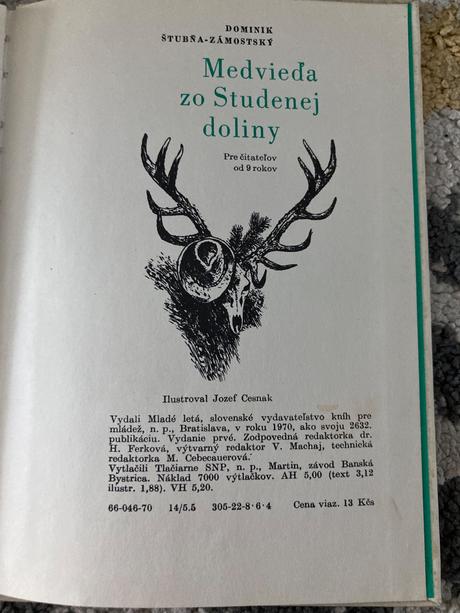 DOMINIK
ŠTUBŇA-ZÁMOSTSKÝ
Medvieďa
zo Studenej
doliny
Pre čitateľov
od 9 rokov
Ilustroval Jozef Cesnak
Vydali Mladé letá, slovenské vydavateľstvo kníh pre
mládež, n. p., Bratislava, v roku 1970, ako svoju 2632.
publikáciu. Vydanie prvé. Zodpovedná redaktorka dr.
H. Ferková, výtvarný redaktor V. Machaj, technická
redaktorka M. Cebecauerová.
Vytlačili Tlačiarne SNP, n. p., Martin, závod Banská
Bystrica. Náklad 7000 výtlačkov. AH 5,00 (text 3,12
ilustr. 1,88). VH 5,20.
66-046-70 14/5.5 305-22-8·6·4 Cena viaz. 13 Kčs